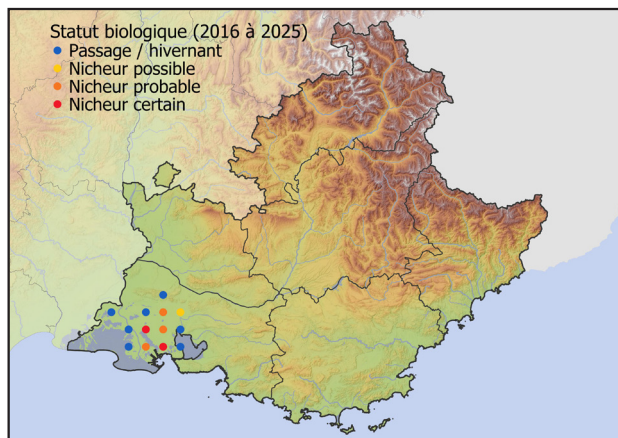 Statut biologique (2016 à 2025)
Passage / hivernant
Nicheur possible
Nicheur probable
Nicheur certain